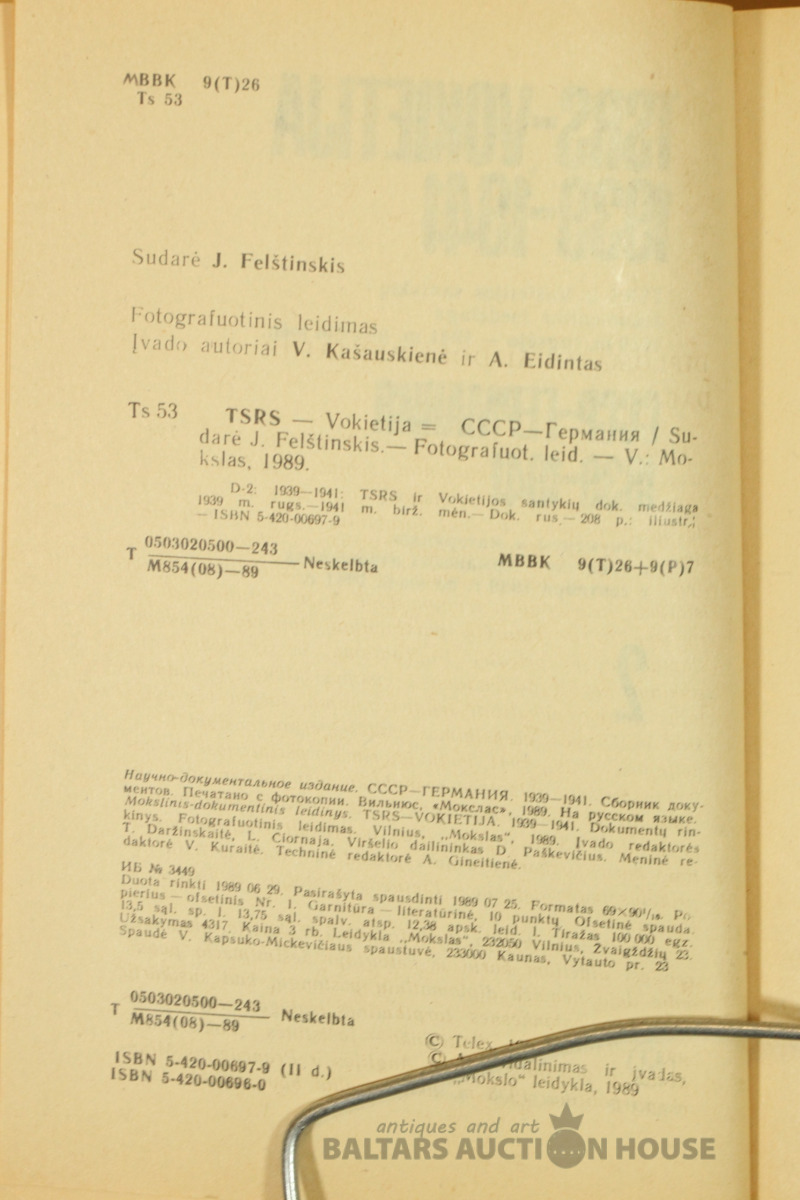 MBBK 9(T)26
Ts 53
Sudarė J. Felštinskis
Fotografuotinis leidimas
Įvado autoriai V. Kašauskienė ir A. Eidintas
Ts 53 TSRS — Vokietija = СССР—Германия / Su-
darė J. Felštinskis.— Fotografuot. leid. — V.: Mo-
kslas, 1989.
D-2: 1939—1941: TSRS ir Vokietijos santykių dok. medžiaga
1939 m. rugs.—1941 m. birž. mėn.— Dok. rus.— 208 p.: iliustr.;
— ISBN 5-420-00697-9
T 0503020500—243
M854(08)—89 — Neskelbta MBBK 9(T)26+9(P)7
Научно-документальное издание. СССР—ГЕРМАНИЯ. 1939—1941. Сборник доку-
ментов. Печатано с фотокопии. Вильнюс, «Мокслас», 1989. На русском языке.
Mokslinis-dokumentinis leidinys. TSRS—VOKIETIJA. 1939—1941. Dokumentų rin-
kinys. Fotografuotinis leidimas. Vilnius, „Mokslas“, 1989. Įvado redaktorės
T. Daržinskaitė, L. Ciornaja. Viršelio dailininkas D. Paškevičius. Meninė re-
daktorė V. Kuraitė. Techninė redaktorė A. Gineitienė.
ИБ № 3449
Duota rinkti 1989 06 29. Pasirašyta spausdinti 1989 07 25. Formatas 69×90¹/₁₆. Po-
pierius — ofsetinis Nr. 1. Garnitūra — literatūrinė, 10 punktų. Ofsetinė spauda.
13,5 sąl. sp. l. 13,75 sąl. spalv. atsp. 12,38 apsk. leid. l. Tiražas 100 000 egz.
Užsakymas 4317. Kaina 3 rb. Leidykla „Mokslas“, 232050 Vilnius, Žvaigždžių 23.
Spaudė V. Kapsuko-Mickevičiaus spaustuvė, 233000 Kaunas, Vytauto pr. 23
T 0503020500—243
M854(08)—89 — Neskelbta
© Telex
ISBN 5-420-00697-9 (II d.)
ISBN 5-420-00696-0
© ir įvadas,
„Mokslo“ leidykla, 1989
antiques and art
BALTARS AUCTION HOUSE